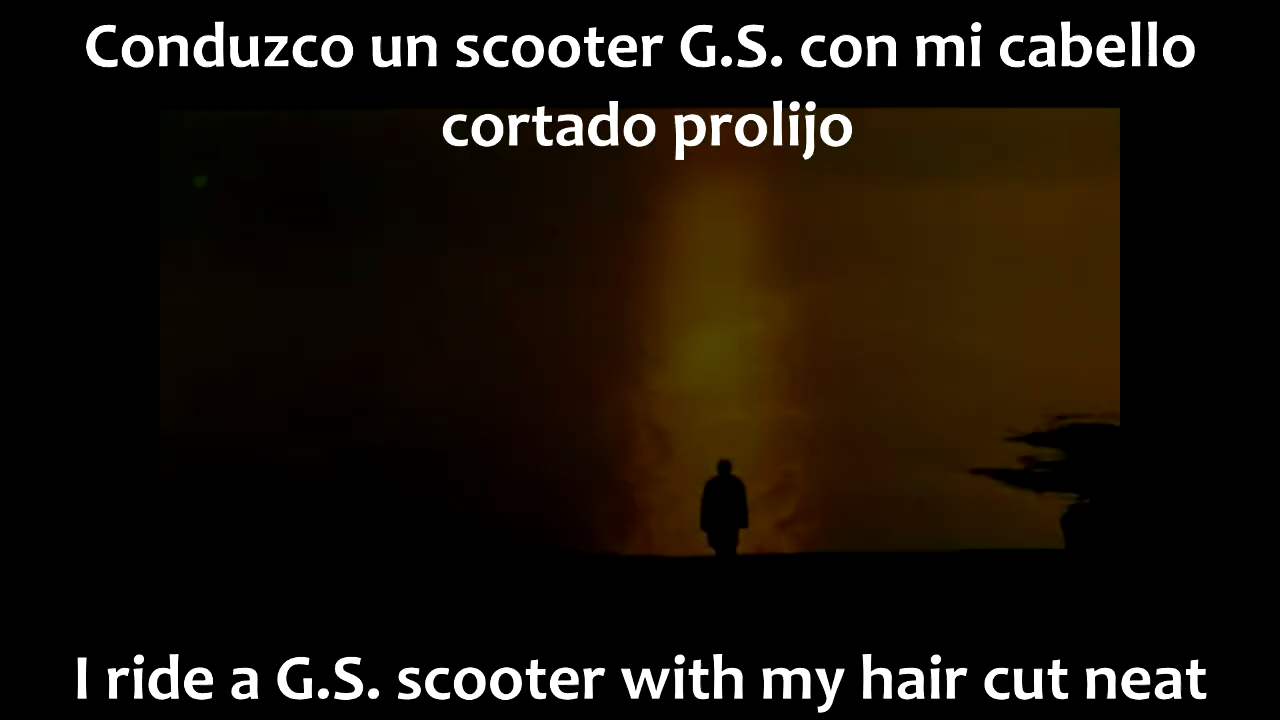 Conduzco un scooter G.S. con mi cabello
cortado prolijo
I ride a G.S. scooter with my hair cut neat